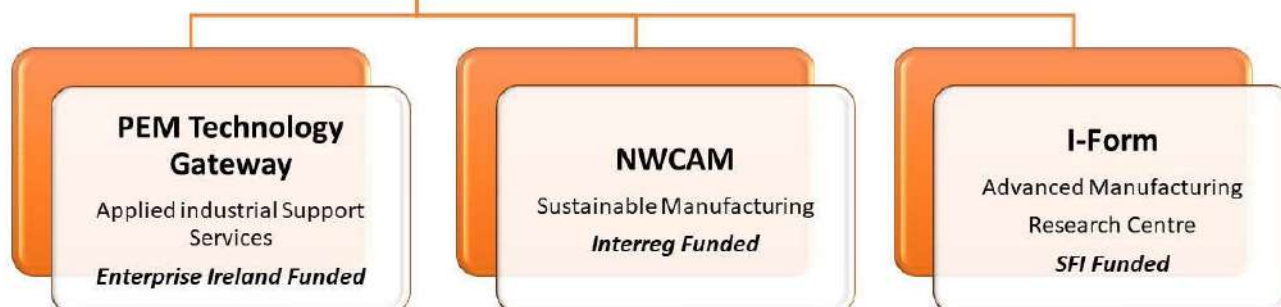 PEM Technology
Gateway
Applied industrial Support
Services
Enterprise Ireland Funded
NWCAM
Sustainable Manufacturing
Interreg Funded
I-Form
Advanced Manufacturing
Research Centre
SFI Funded